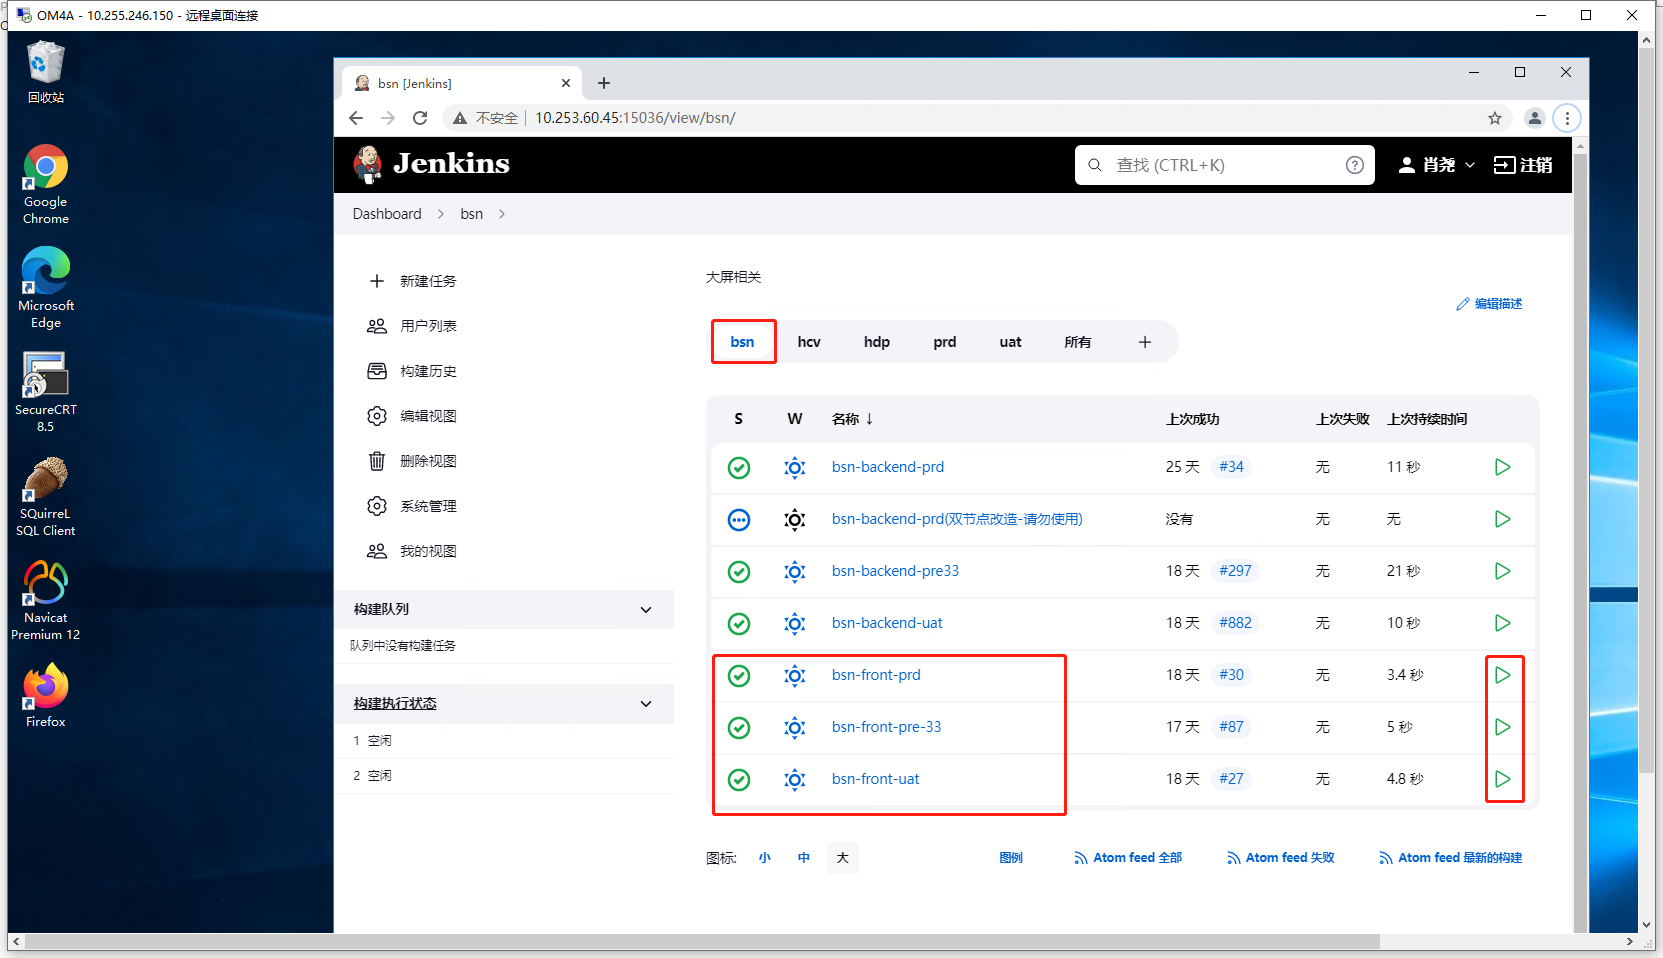 OM4A - 10.255.246.150 - 远程桌面连接
回收站
Google Chrome
Microsoft Edge
SecureCRT 8.5
SQuirreL SQL Client
Navicat Premium 12
Firefox
bsn [Jenkins]
不安全 10.253.60.45:15036/view/bsn/
Jenkins
查找 (CTRL+K)
肖尧
注销
Dashboard bsn
新建任务
用户列表
构建历史
编辑视图
删除视图
系统管理
我的视图
构建队列
队列中没有构建任务
构建执行状态
1 空闲
2 空闲
大屏相关
编辑描述
bsn hcv hdp prd uat 所有 +
S W 名称 ↓ 上次成功 上次失败 上次持续时间
bsn-backend-prd 25 天 #34 无 11 秒
bsn-backend-prd(双节点改造-请勿使用) 没有 无 无
bsn-backend-pre33 18 天 #297 无 21 秒
bsn-backend-uat 18 天 #882 无 10 秒
bsn-front-prd 18 天 #30 无 3.4 秒
bsn-front-pre-33 17 天 #87 无 5 秒
bsn-front-uat 18 天 #27 无 4.8 秒
图标: 小 中 大 图例 Atom feed 全部 Atom feed 失败 Atom feed 最新的构建